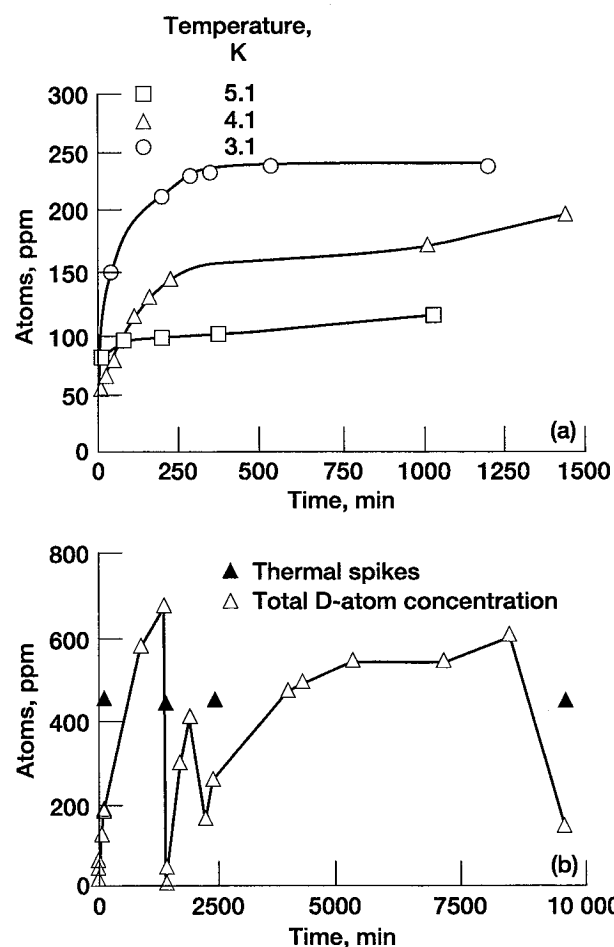 Temperature,
K
□ 5.1
△ 4.1
○ 3.1
300
250
200
150
100
50
0
Atoms, ppm
(a)
0 250 500 750 1000 1250 1500
Time, min
800
600
400
200
0
Atoms, ppm
▲ Thermal spikes
△ Total D-atom concentration
(b)
0 2500 5000 7500 10 000
Time, min